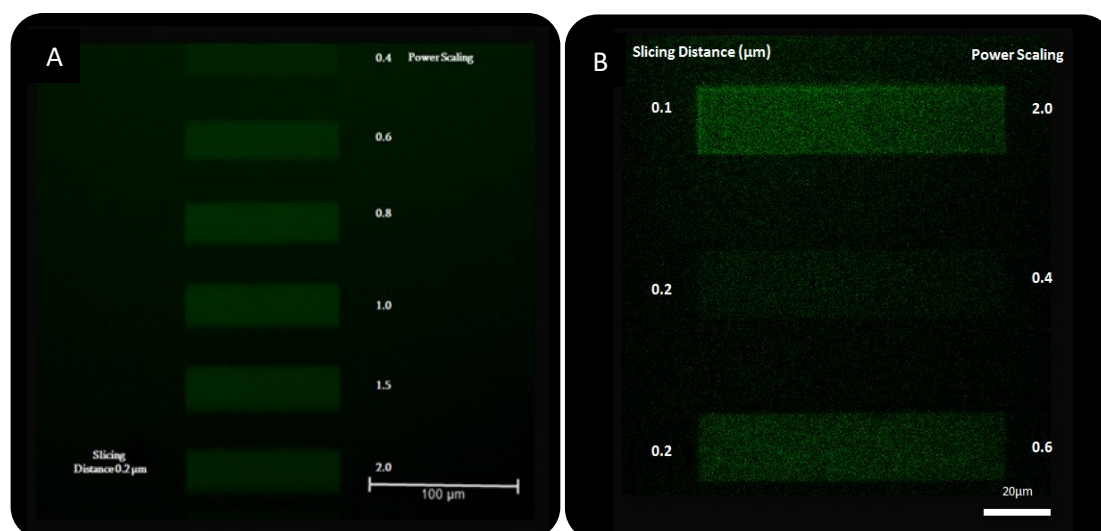 A
0.4 Power Scaling
0.6
0.8
1.0
1.5
Slicing
Distance 0.2 µm
2.0
100 µm
B
Slicing Distance (µm) Power Scaling
0.1 2.0
0.2 0.4
0.2 0.6
20µm